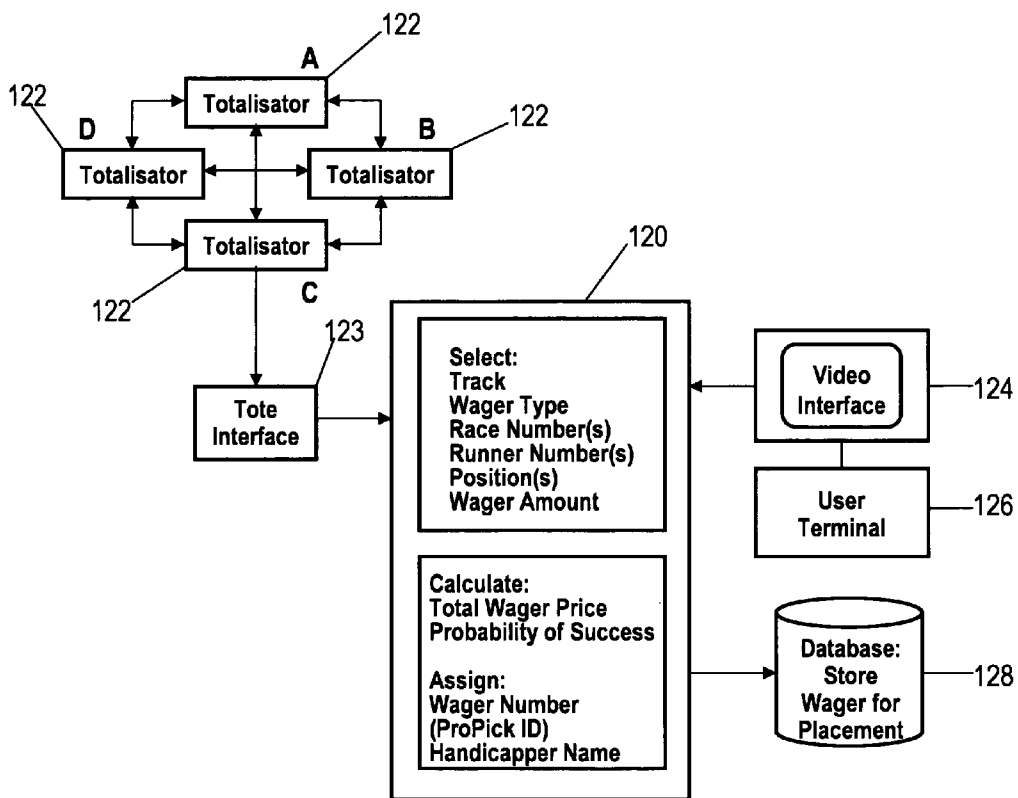 122
A
Totalisator
122
D
Totalisator
B
122
Totalisator
Totalisator
122
C
120
123
Tote
Interface
Select:
Track
Wager Type
Race Number(s)
Runner Number(s)
Position(s)
Wager Amount
Calculate:
Total Wager Price
Probability of Success
Assign:
Wager Number
(ProPick ID)
Handicapper Name
Video
Interface
124
User
Terminal
126
Database:
Store
Wager for
Placement
128